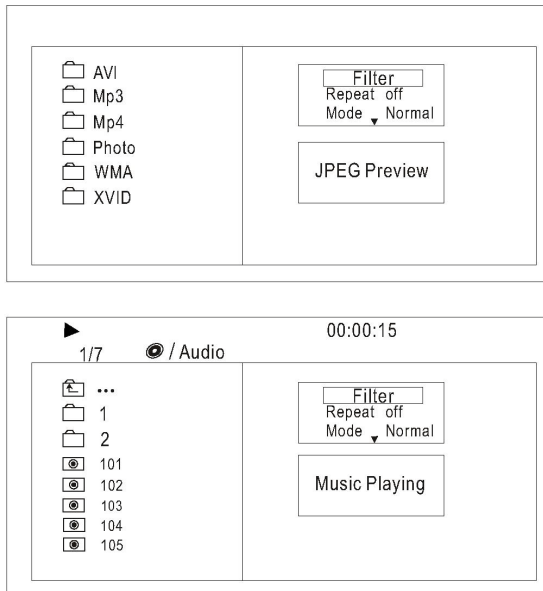 AVI
Mp3
Mp4
Photo
WMA
XVID
Filter
Repeat off
Mode Normal
JPEG Preview
00:00:15
1/7 / Audio
...
1
2
101
102
103
104
105
Filter
Repeat off
Mode Normal
Music Playing